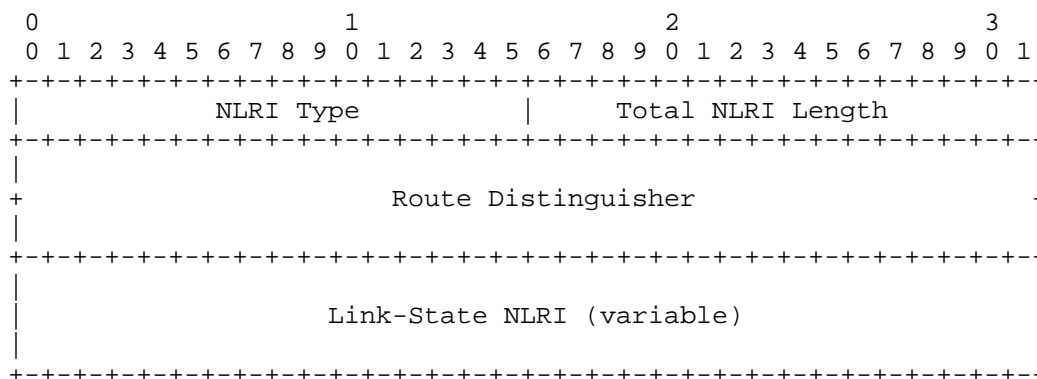 0                   1                   2                   3
0 1 2 3 4 5 6 7 8 9 0 1 2 3 4 5 6 7 8 9 0 1 2 3 4 5 6 7 8 9 0 1
+-+-+-+-+-+-+-+-+-+-+-+-+-+-+-+-+-+-+-+-+-+-+-+-+-+-+-+-+-+-+-+-
|            NLRI Type          |     Total NLRI Length
+-+-+-+-+-+-+-+-+-+-+-+-+-+-+-+-+-+-+-+-+-+-+-+-+-+-+-+-+-+-+-+-
|
+                       Route Distinguisher                     -
|
+-+-+-+-+-+-+-+-+-+-+-+-+-+-+-+-+-+-+-+-+-+-+-+-+-+-+-+-+-+-+-+-
|
|                   Link-State NLRI (variable)
|
+-+-+-+-+-+-+-+-+-+-+-+-+-+-+-+-+-+-+-+-+-+-+-+-+-+-+-+-+-+-+-+-